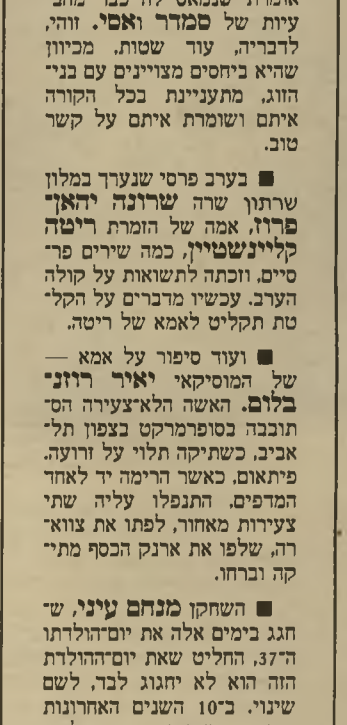 אומרת שנמאס לה כבר מהב־
עיות של סמדר ואסי. זוהי,
לדבריה, עוד שטות. מכיוון
שהיא ביחסים מצויינים עם בני־
הזוג, מתעניינת בכל הקורה
איתם ושומרת איתם על קשר
טוב.
■ בערב פרסי שנערך במלון
שרתון שרה שרונה יהאן־
פרוז, אמה של הזמרת ריטה
קליינשטיין, כמה שירים פר־
סיים, וזכתה לתשואות על קולה
הערב. עכשיו מדברים על הקל־
טת תקליט לאמא של ריטה.
■ ועוד סיפור על אמא —
של המוסיקאי יאיר רוזנ־
בלום. האשה הלא־צעירה הס־
תובבה בסופרמרקט בצפון תל־
אביב, כשתיקה תלוי על זרועה.
פיתאום, כאשר הרימה יד לאחד
המדפים, התנפלו עליה שתי
צעירות מאחור, לפתו את צווא־
רה, שלפו את ארנק הכסף מתי־
קה וברחו.
■ השחקן מנחם עיני, ש־
חגג בימים אלה את יום־הולדתו
ה־37, החליט שאת יום־ההולדת
הזה הוא לא יחגוג לבד, לשם
שינוי. ב־10 השנים האחרונות